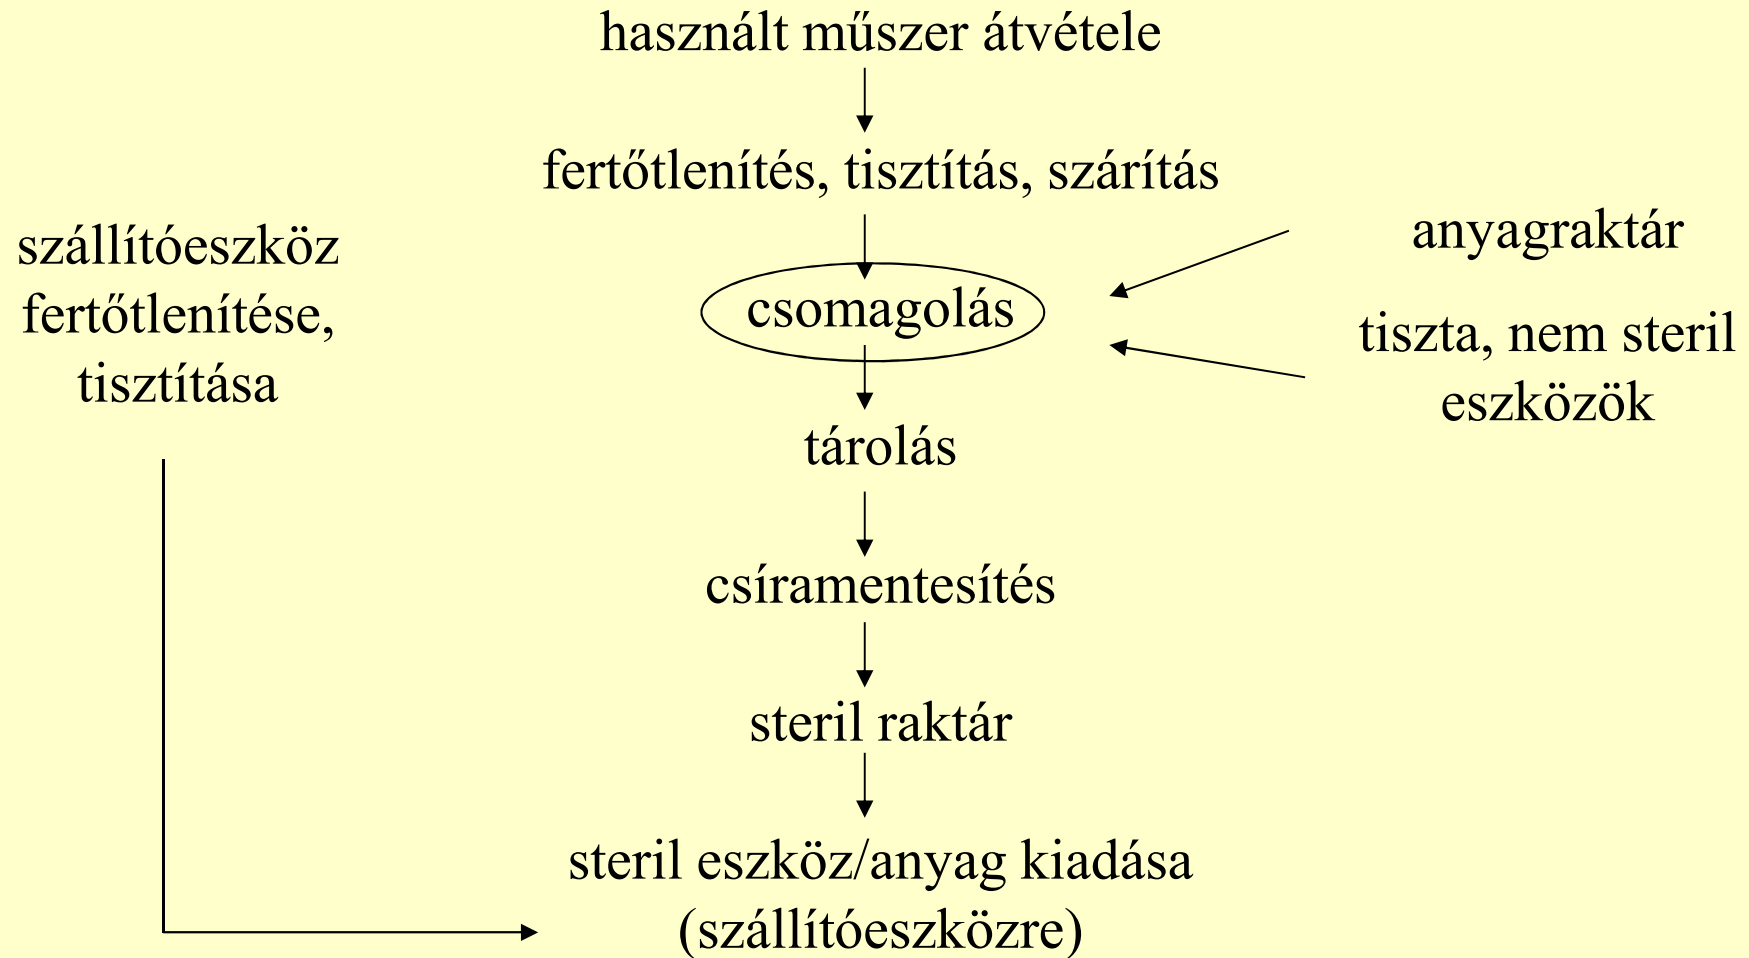 használt műszer átvétele
fertőtlenítés, tisztítás, szárítás
szállítóeszköz
fertőtlenítése,
tisztítása
anyagraktár
csomagolás
tiszta, nem steril
eszközök
tárolás
csíramentesítés
steril raktár
steril eszköz/anyag kiadása
(szállítóeszközre)